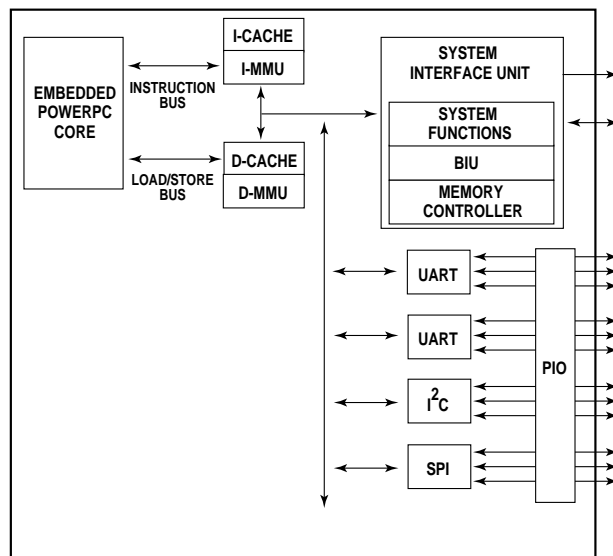 EMBEDDED
POWERPC
CORE
INSTRUCTION
BUS
LOAD/STORE
BUS
I-CACHE
I-MMU
D-CACHE
D-MMU
SYSTEM
INTERFACE UNIT
SYSTEM
FUNCTIONS
BIU
MEMORY
CONTROLLER
UART
UART
I²C
SPI
PIO